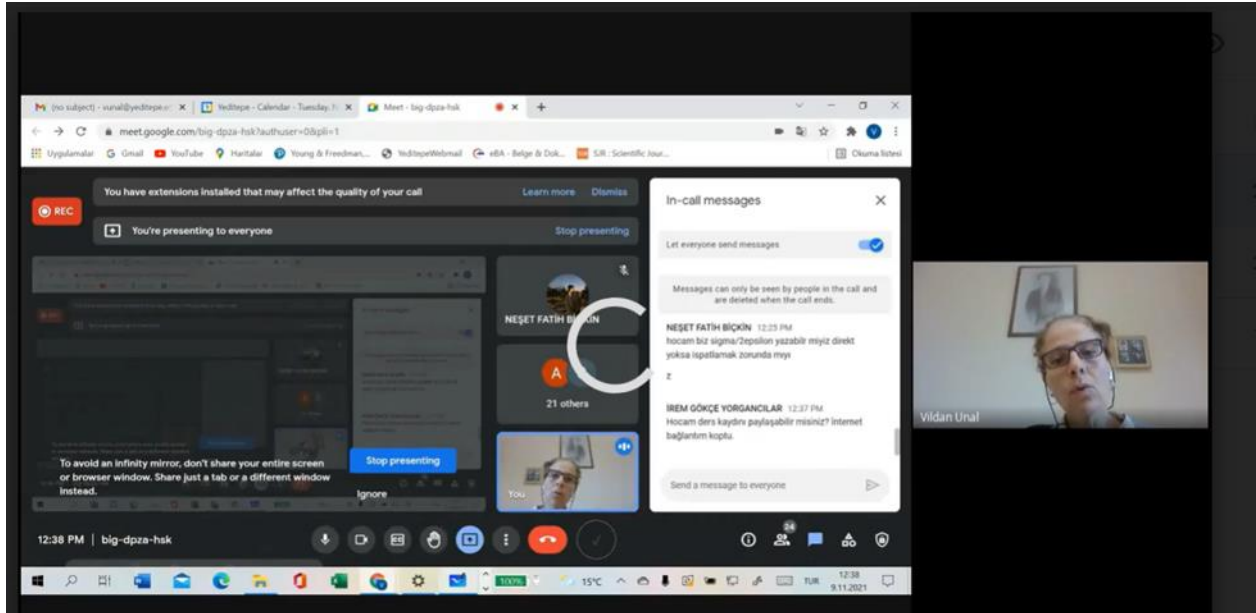 (no subject) - vunal@yeditepe.e
Yeditepe - Calendar - Tuesday, N
Meet - big-dpza-hsk
meet.google.com/big-dpza-hsk?authuser=0&pli=1
Uygulamalar
Gmail
YouTube
Haritalar
Young & Freedman,...
YeditepeWebmail
eBA - Belge & Dok...
SJR : Scientific Jour...
Okuma listesi
REC
You have extensions installed that may affect the quality of your call
Learn more
Dismiss
You're presenting to everyone
Stop presenting
NEŞET FATİH BİÇKİN
A
21 others
You
To avoid an infinity mirror, don't share your entire screen
or browser window. Share just a tab or a different window
instead.
Stop presenting
Ignore
In-call messages
Let everyone send messages
Messages can only be seen by people in the call and
are deleted when the call ends.
NEŞET FATİH BİÇKİN 12:25 PM
hocam biz sigma/2epsilon yazabilr miyiz direkt
yoksa ispatlamak zorunda mıyı
z
İREM GÖKÇE YORGANCILAR 12:37 PM
Hocam ders kaydını paylaşabilir misiniz? İnternet
bağlantım koptu.
Send a message to everyone
Vildan Unal
12:38 PM | big-dpza-hsk
24
100%
15°C
TUR
12:38
9.11.2021